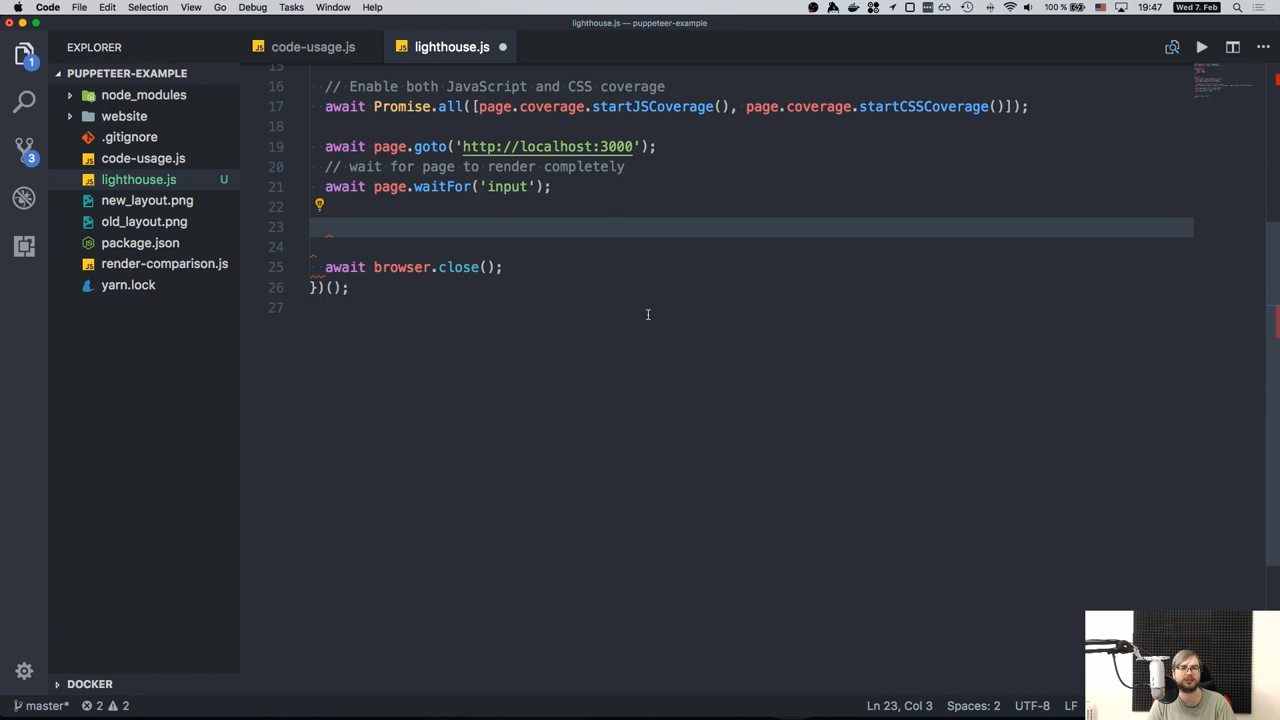 Code File Edit Selection View Go Debug Tasks Window Help 100 % 19:47 Wed 7. Feb
lighthouse.js — puppeteer-example
EXPLORER
code-usage.js
lighthouse.js
PUPPETEER-EXAMPLE
node_modules
website
.gitignore
code-usage.js
lighthouse.js U
new_layout.png
old_layout.png
package.json
render-comparison.js
yarn.lock
1
3
15
16 // Enable both JavaScript and CSS coverage
17 await Promise.all([page.coverage.startJSCoverage(), page.coverage.startCSSCoverage()]);
18
19 await page.goto('http://localhost:3000');
20 // wait for page to render completely
21 await page.waitFor('input');
22
23
24
25 await browser.close();
26 })();
27
DOCKER
master* 2 2
Ln 23, Col 3 Spaces: 2 UTF-8 LF